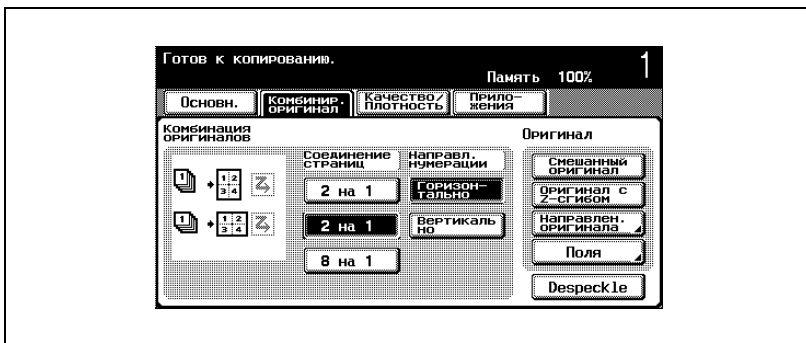 Готов к копированию.
Память 100%
1
Основн.
Комбинир.
оригинал
Качество/
Плотность
Прило-
жения
Комбинация
оригиналов
Соединение
страниц
Направл.
нумерации
1 1 2 3 4
1 1 2 3 4
2 на 1
2 на 1
8 на 1
Горизон-
тально
Вертикаль
но
Оригинал
Смешанный
оригинал
Оригинал с
Z-сгибом
Направлен.
оригинала
Поля
Despeckle